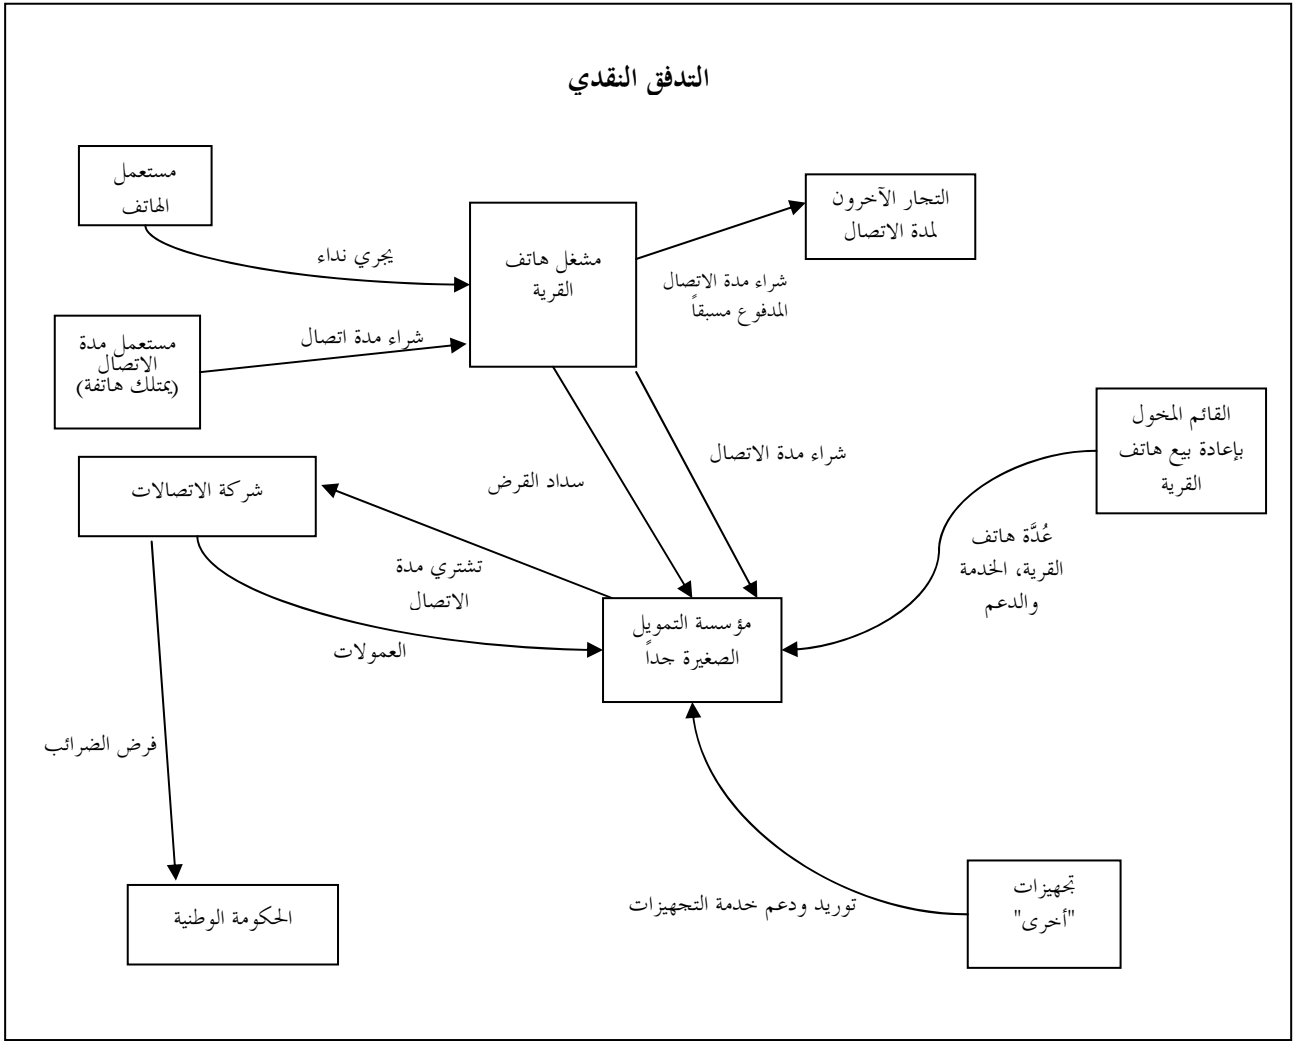 التدفق النقدي
مستعمل
الهاتف
التجار الآخرون
لمدة الاتصال
مشغل هاتف
القرية
يجري نداء
شراء مدة الاتصال
المدفوع مسبقاً
شراء مدة اتصال
مستعمل مدة
الاتصال
(يمتلك هاتفة)
القائم المخول
بإعادة بيع هاتف
القرية
شراء مدة الاتصال
سداد القرض
شركة الاتصالات
عُدَّة هاتف
القرية، الخدمة
والدعم
تشتري مدة
الاتصال
مؤسسة التمويل
الصغيرة جداً
العمولات
فرض الضرائب
تجهيزات
"أخرى"
توريد ودعم خدمة التجهيزات
الحكومة الوطنية